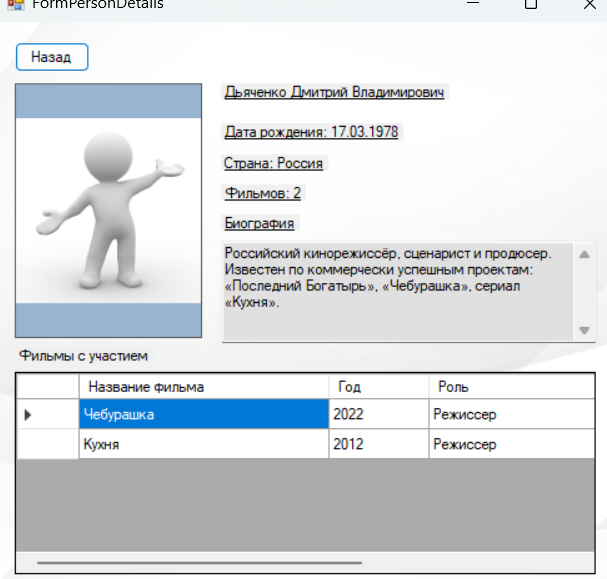 FormPersonDetails
Назад
Дьяченко Дмитрий Владимирович
Дата рождения: 17.03.1978
Страна: Россия
Фильмов: 2
Биография
Российский кинорежиссёр, сценарист и продюсер.
Известен по коммерчески успешным проектам:
«Последний Богатырь», «Чебурашка», сериал
«Кухня».
Фильмы с участием
Название фильма Год Роль
Чебурашка 2022 Режиссер
Кухня 2012 Режиссер